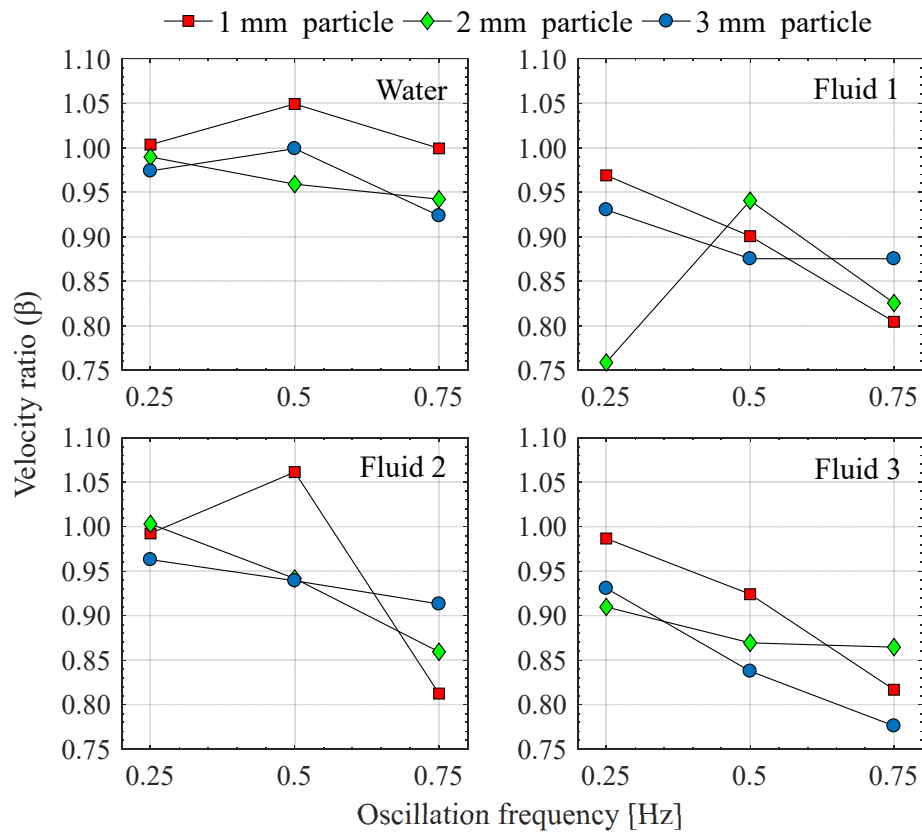 1 mm particle 2 mm particle 3 mm particle
Velocity ratio (β)
Water
1.10
1.05
1.00
0.95
0.90
0.85
0.80
0.75
0.25 0.5 0.75
Fluid 1
1.10
1.05
1.00
0.95
0.90
0.85
0.80
0.75
0.25 0.5 0.75
Fluid 2
1.10
1.05
1.00
0.95
0.90
0.85
0.80
0.75
0.25 0.5 0.75
Fluid 3
1.10
1.05
1.00
0.95
0.90
0.85
0.80
0.75
0.25 0.5 0.75
Oscillation frequency [Hz]